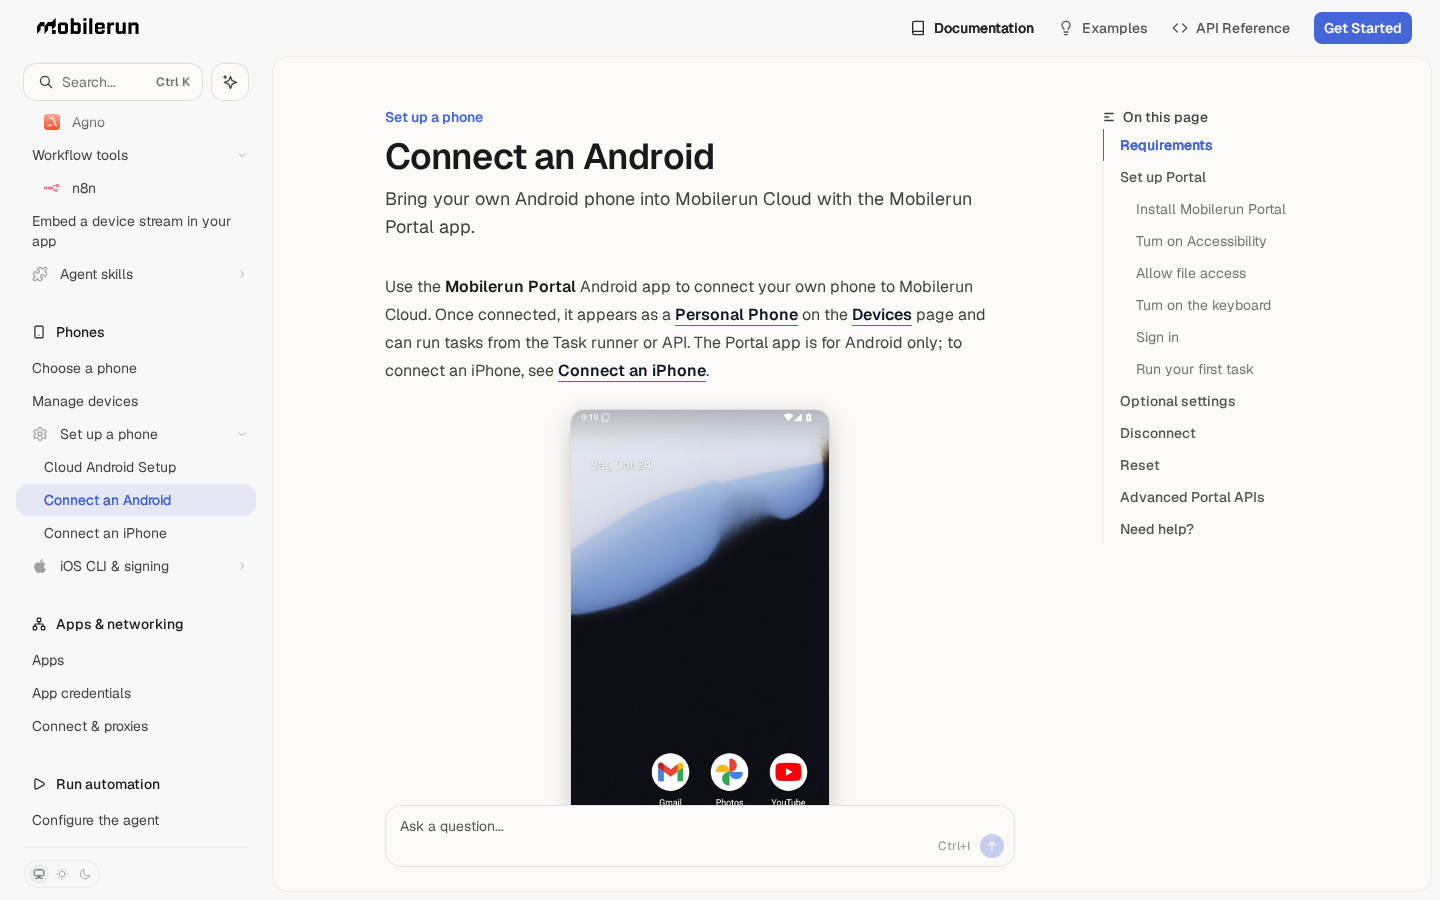 Mobilerun
Documentation
Examples
API Reference
Get Started
Search...
Ctrl K
Agno
Workflow tools
n8n
Embed a device stream in your
app
Agent skills
Phones
Choose a phone
Manage devices
Set up a phone
Cloud Android Setup
Connect an Android
Connect an iPhone
iOS CLI & signing
Apps & networking
Apps
App credentials
Connect & proxies
Run automation
Configure the agent
Set up a phone
Connect an Android
Bring your own Android phone into Mobilerun Cloud with the Mobilerun
Portal app.
Use the Mobilerun Portal Android app to connect your own phone to Mobilerun
Cloud. Once connected, it appears as a Personal Phone on the Devices page and
can run tasks from the Task runner or API. The Portal app is for Android only; to
connect an iPhone, see Connect an iPhone.
9:19
Sat, Oct 24
Gmail
Photos
YouTube
Ask a question...
Ctrl+I
On this page
Requirements
Set up Portal
Install Mobilerun Portal
Turn on Accessibility
Allow file access
Turn on the keyboard
Sign in
Run your first task
Optional settings
Disconnect
Reset
Advanced Portal APIs
Need help?